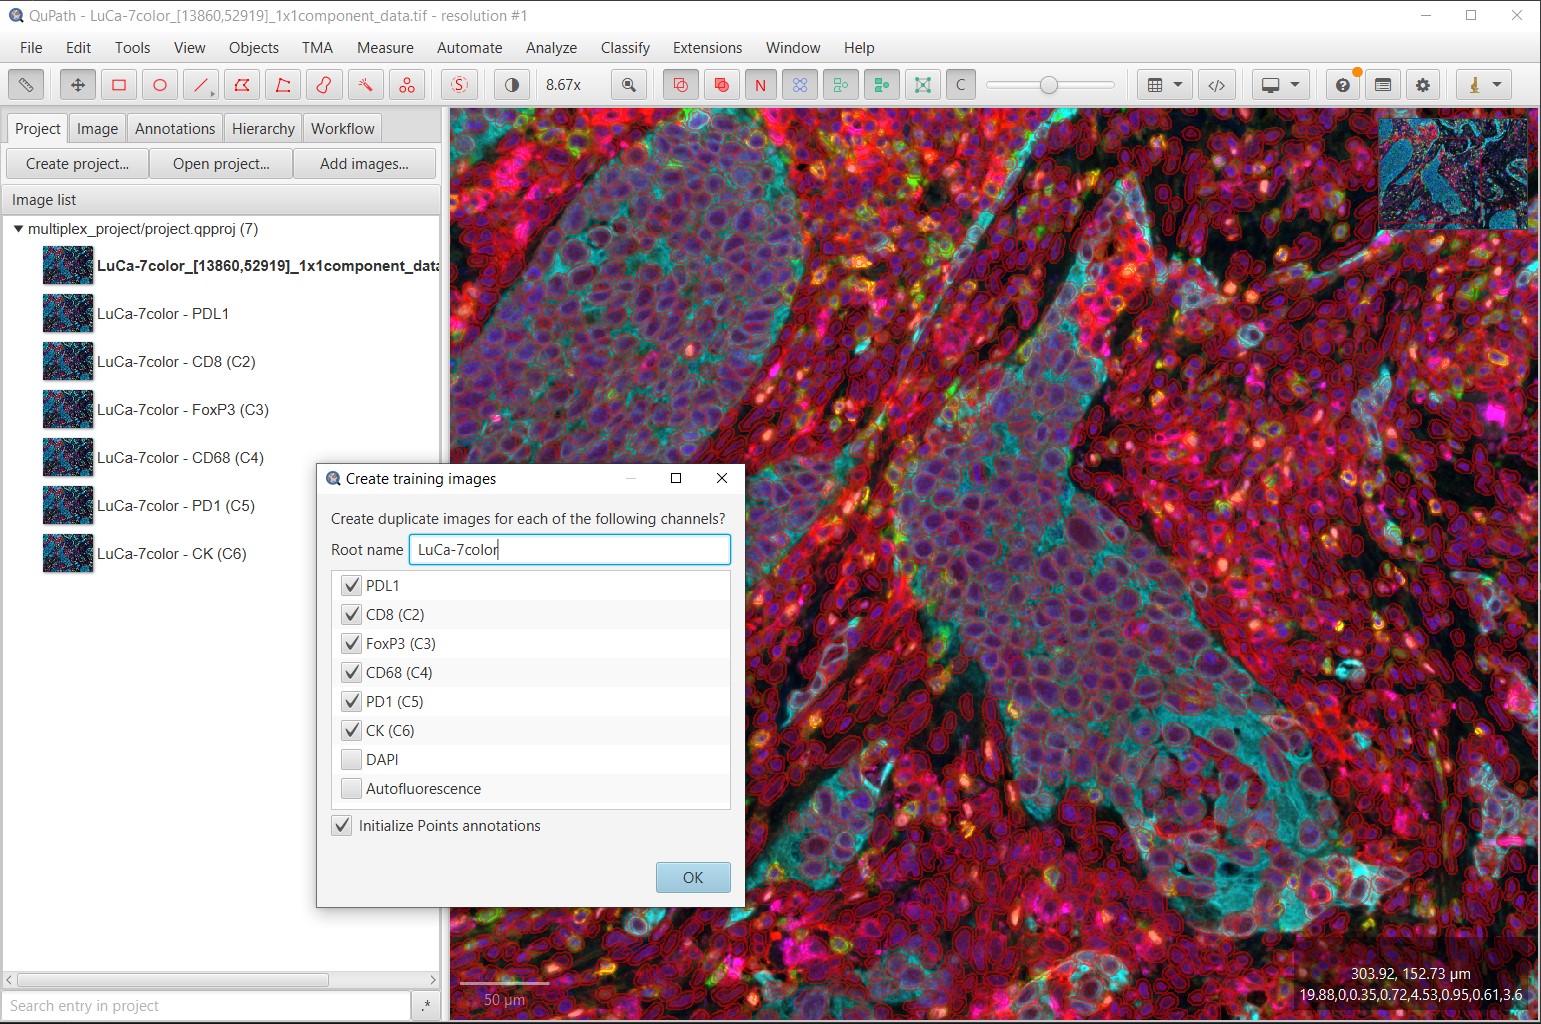 QuPath - LuCa-7color_[13860,52919]_1x1component_data.tif - resolution #1
File Edit Tools View Objects TMA Measure Automate Analyze Classify Extensions Window Help
S 8.67x N C </> ?
Project Image Annotations Hierarchy Workflow
Create project... Open project... Add images...
Image list
multiplex_project/project.qpproj (7)
LuCa-7color_[13860,52919]_1x1component_data
LuCa-7color - PDL1
LuCa-7color - CD8 (C2)
LuCa-7color - FoxP3 (C3)
LuCa-7color - CD68 (C4)
LuCa-7color - PD1 (C5)
LuCa-7color - CK (C6)
Search entry in project .*
Create training images
Create duplicate images for each of the following channels?
Root name LuCa-7color
PDL1
CD8 (C2)
FoxP3 (C3)
CD68 (C4)
PD1 (C5)
CK (C6)
DAPI
Autofluorescence
Initialize Points annotations
OK
50 µm
303.92, 152.73 µm
19.88,0,0.35,0.72,4.53,0.95,0.61,3.6